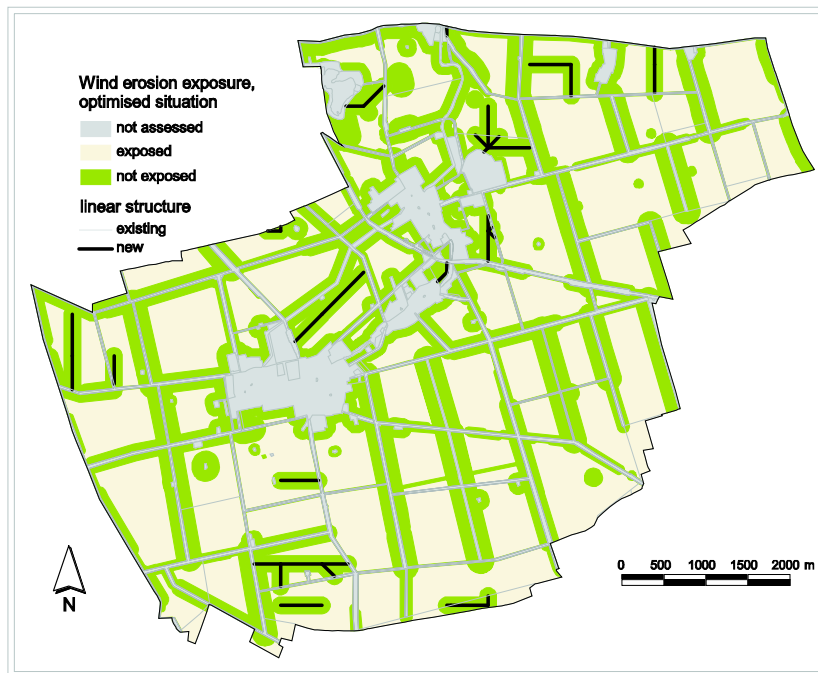 Wind erosion exposure,
optimised situation
not assessed
exposed
not exposed
linear structure
existing
new
N
0 500 1000 1500 2000 m